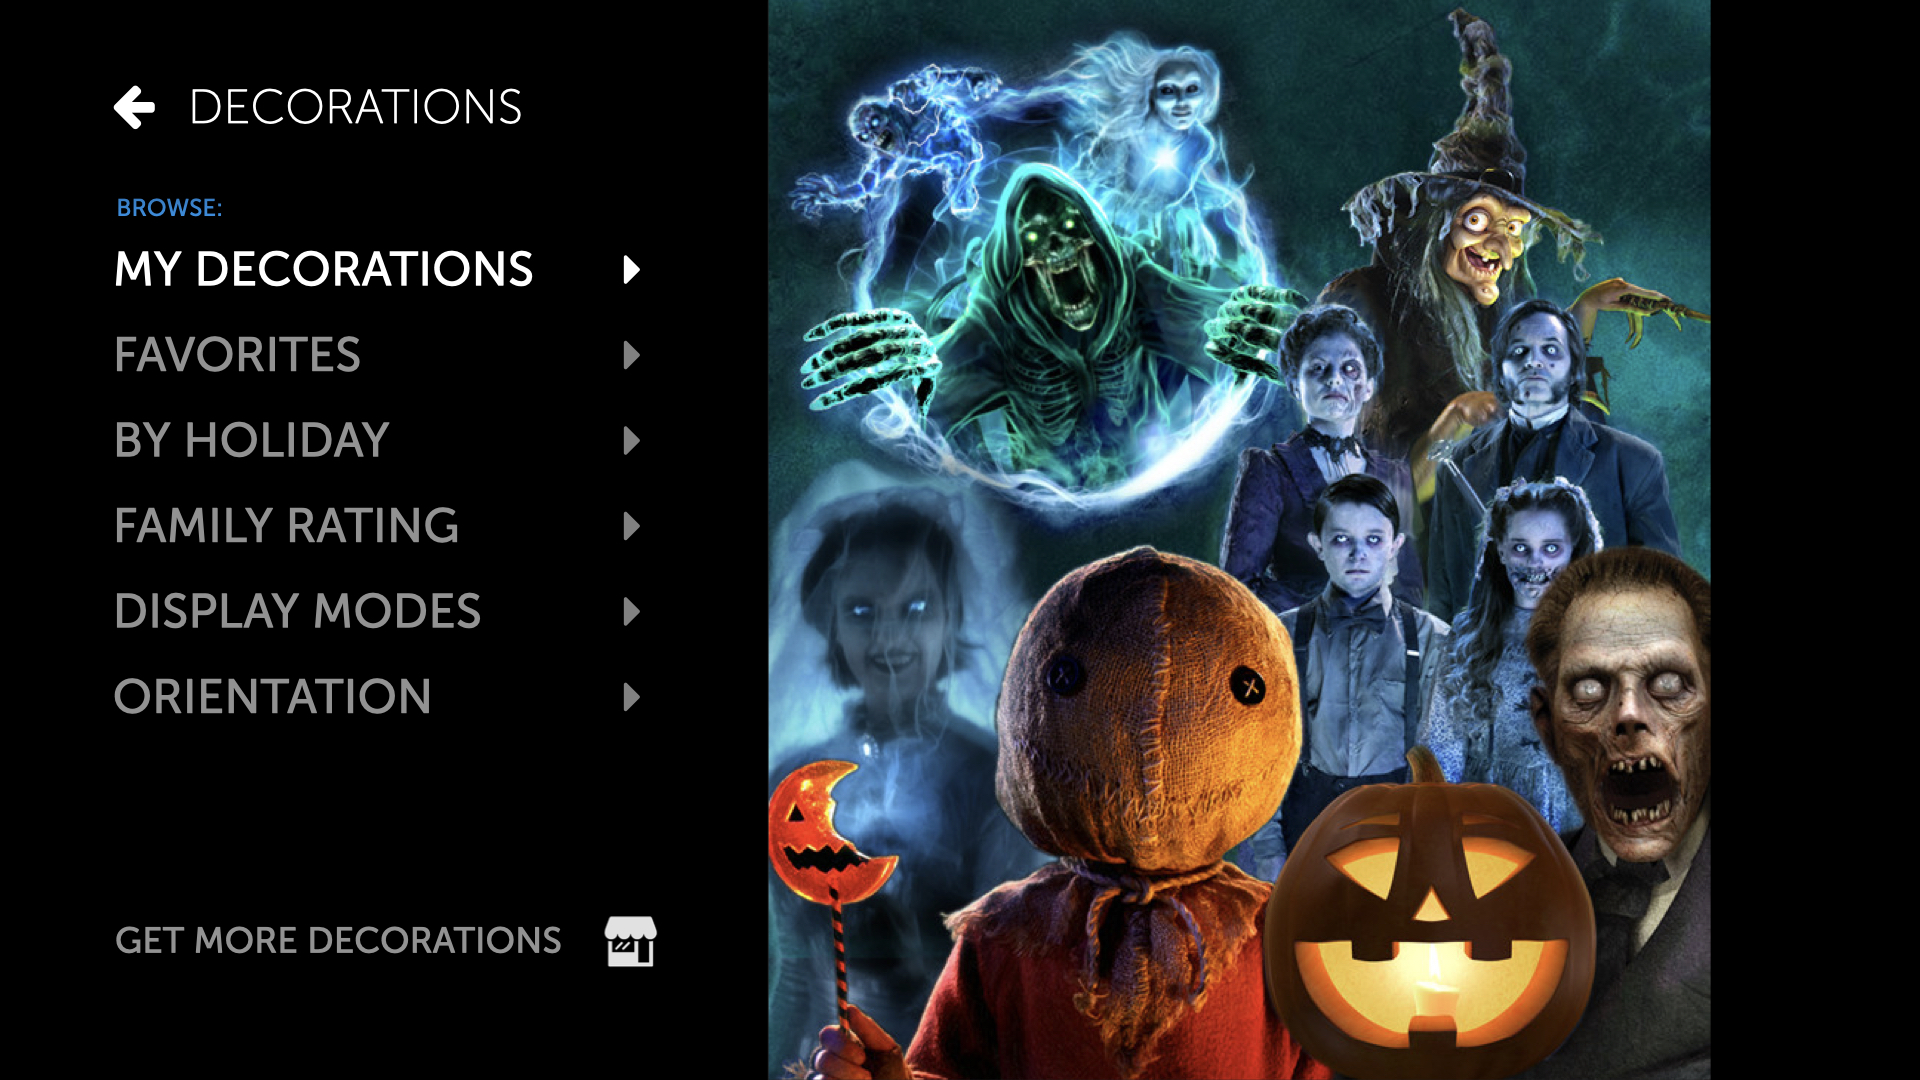 DECORATIONS
BROWSE:
MY DECORATIONS
FAVORITES
BY HOLIDAY
FAMILY RATING
DISPLAY MODES
ORIENTATION
GET MORE DECORATIONS